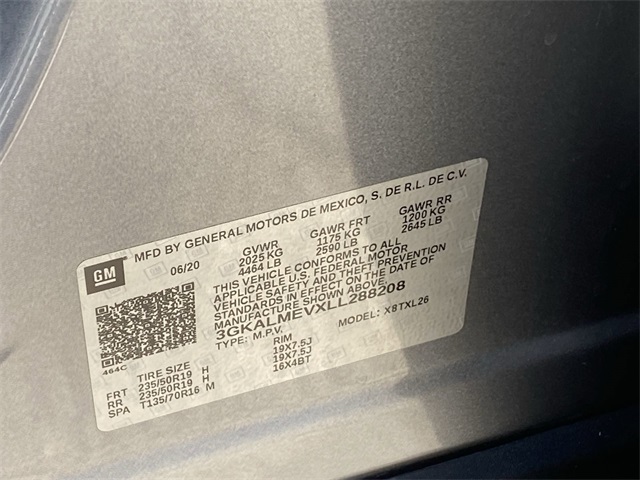 MFD BY GENERAL MOTORS DE MEXICO, S. DE R.L. DE C.V.
GM 06/20 GVWR GAWR FRT GAWR RR
2025 KG 1175 KG 1200 KG
4464 LB 2590 LB 2645 LB
THIS VEHICLE CONFORMS TO ALL
APPLICABLE U.S. FEDERAL MOTOR
VEHICLE SAFETY AND THEFT PREVENTION
STANDARDS IN EFFECT ON THE DATE OF
MANUFACTURE SHOWN ABOVE
3GKALMEVXLL288208
TYPE: M.P.V. MODEL: X8TXL26
464C
TIRE SIZE RIM
FRT 235/50R19 H 19X7.5J
RR 235/50R19 H 19X7.5J
SPA T135/70R16 M 16X4BT